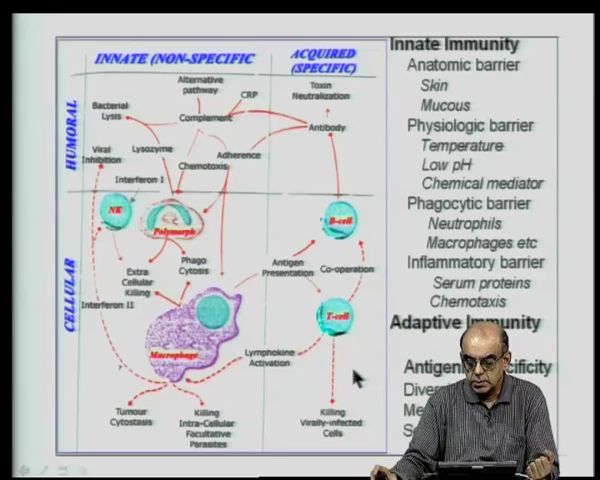 INNATE (NON-SPECIFIC
ACQUIRED
(SPECIFIC)
HUMORAL
CELLULAR
Alternative
pathway
CRP
Bacterial
Lysis
Complement
Toxin
Neutralization
Antibody
Viral
Inhibition
Lysozyme
Adherence
Chemotoxis
Interferon I
NK
Polymorph
B-cell
Extra
Cellular
Killing
Phago
Cytosis
Antigen
Presentation
Co-operation
Interferon II
T-cell
Macrophage
Lymphokine
Activation
?
Tumour
Cytostasis
Killing
Intra-Cellular
Facultative
Parasites
Killing
Virally-infected
Cells
Innate Immunity
Anatomic barrier
Skin
Mucous
Physiologic barrier
Temperature
Low pH
Chemical mediator
Phagocytic barrier
Neutrophils
Macrophages etc
Inflammatory barrier
Serum proteins
Chemotaxis
Adaptive Immunity